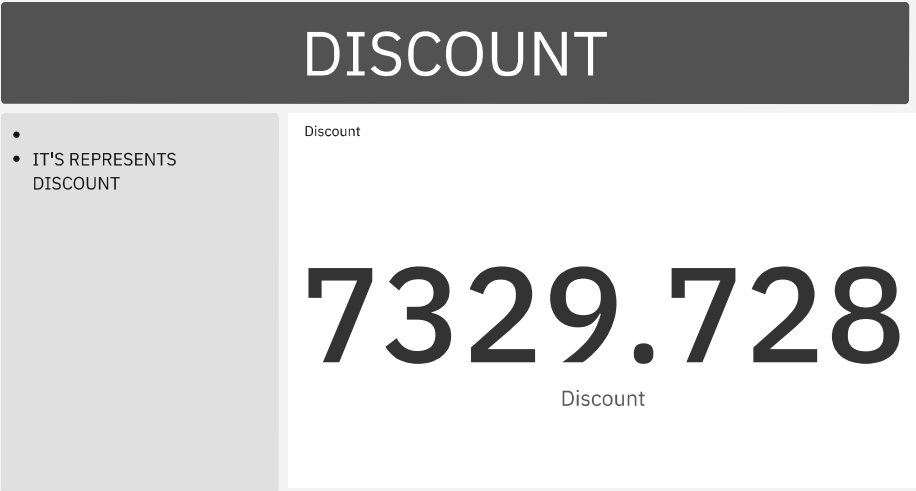 DISCOUNT
•
• IT'S REPRESENTS
DISCOUNT
Discount
7329.728
Discount